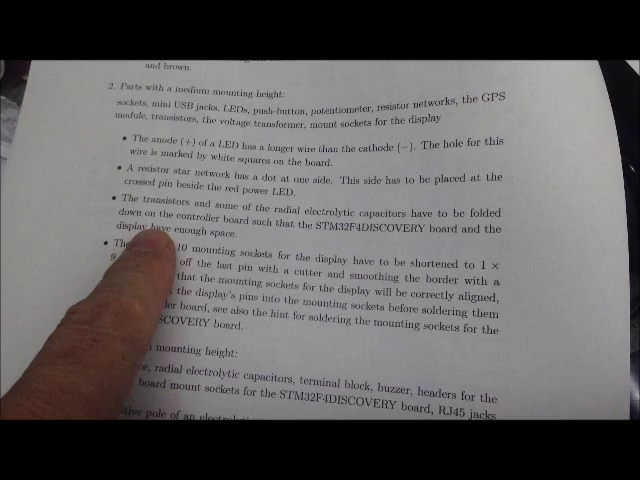 and brown.
2. Parts with a medium mounting height:
sockets, mini USB jacks, LEDs, push-button, potentiometer, resistor networks, the GPS
module, transistors, the voltage transformer, mount sockets for the display
• The anode (+) of a LED has a longer wire than the cathode (−). The hole for this
wire is marked by white squares on the board.
• A resistor star network has a dot at one side. This side has to be placed at the
crossed pin beside the red power LED.
• The transistors and some of the radial electrolytic capacitors have to be folded
down on the controller board such that the STM32F4DISCOVERY board and the
display have enough space.
• The 10 mounting sockets for the display have to be shortened to 1 ×
9 off the last pin with a cutter and smoothing the border with a
that the mounting sockets for the display will be correctly aligned,
the display's pins into the mounting sockets before soldering them
board, see also the hint for soldering the mounting sockets for the
SCOVERY board.
mounting height:
radial electrolytic capacitors, terminal block, buzzer, headers for the
board mount sockets for the STM32F4DISCOVERY board, RJ45 jacks
pole of an